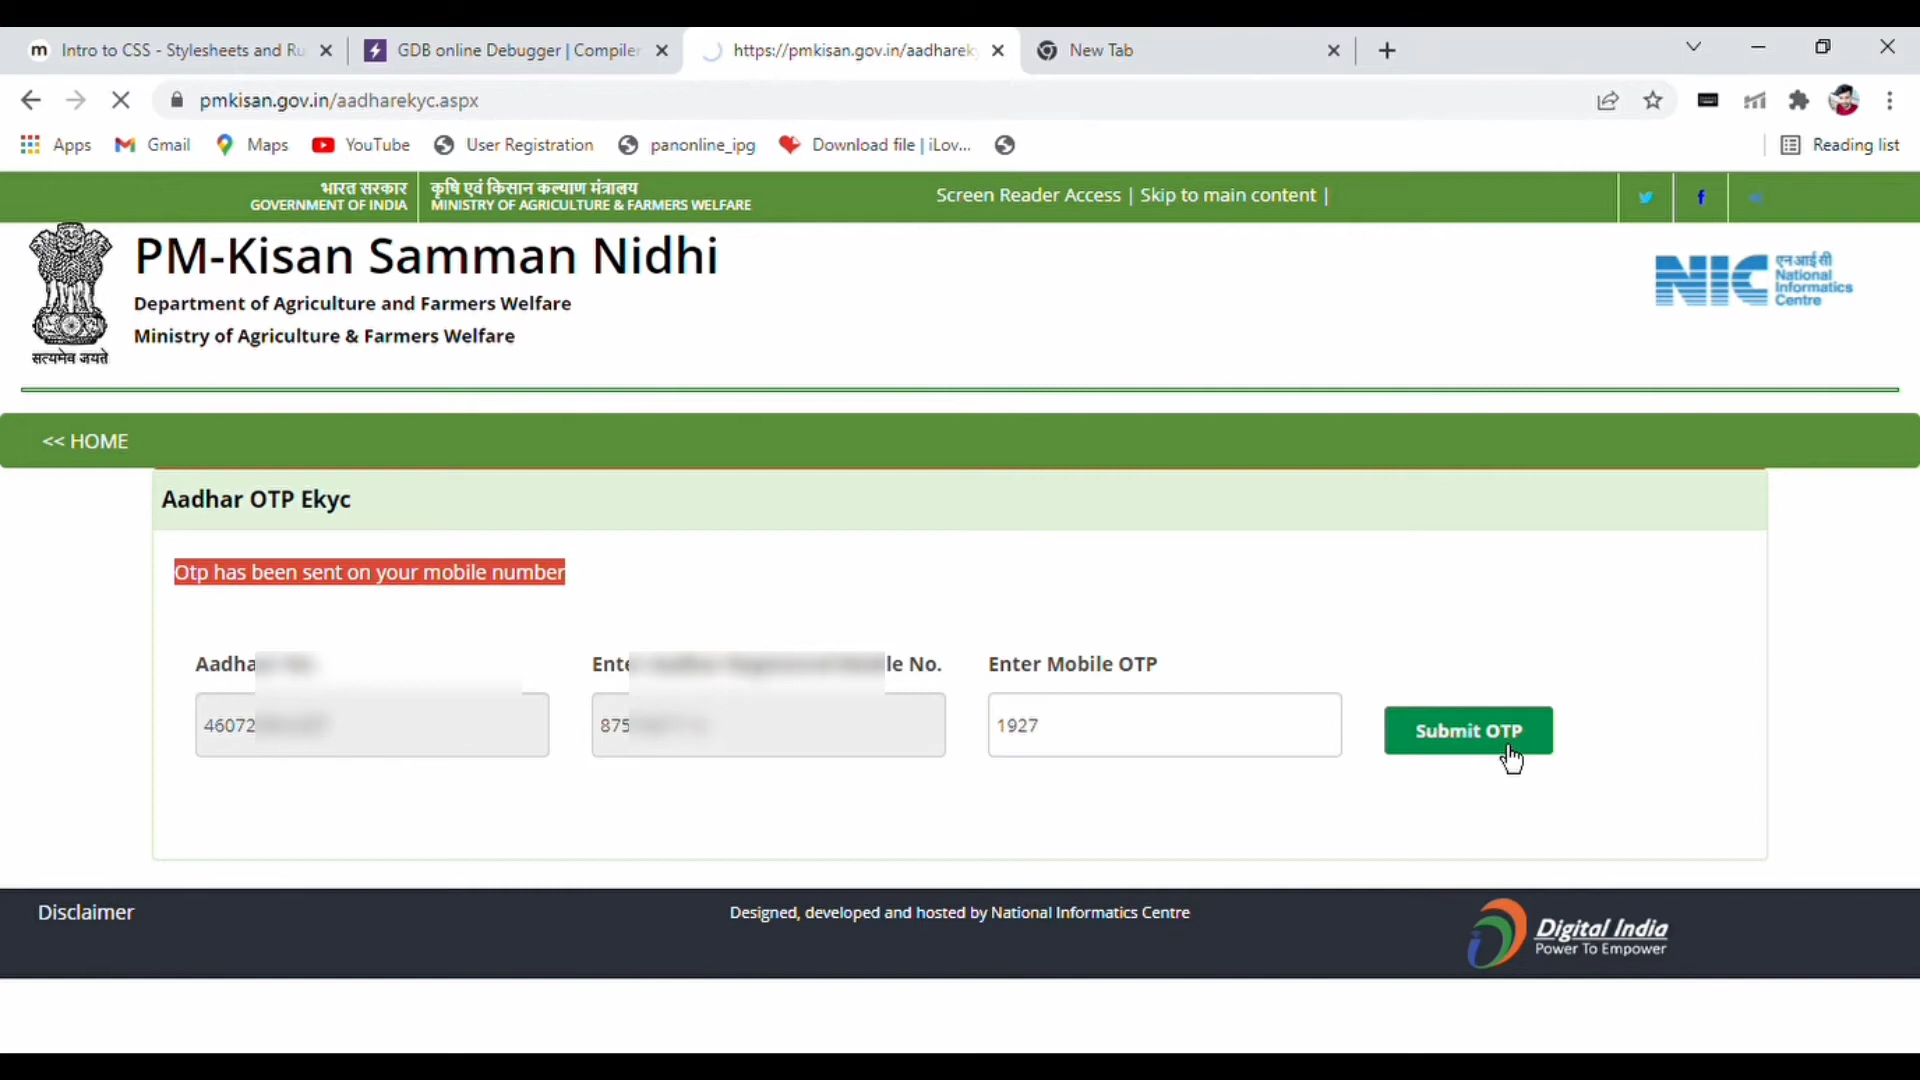 m Intro to CSS - Stylesheets and Ru
GDB online Debugger | Compiler
https://pmkisan.gov.in/aadharek
New Tab
pmkisan.gov.in/aadharekyc.aspx
Apps Gmail Maps YouTube User Registration panonline_ipg Download file | iLov... Reading list
भारत सरकार
GOVERNMENT OF INDIA
कृषि एवं किसान कल्याण मंत्रालय
MINISTRY OF AGRICULTURE & FARMERS WELFARE
Screen Reader Access | Skip to main content |
PM-Kisan Samman Nidhi
Department of Agriculture and Farmers Welfare
Ministry of Agriculture & Farmers Welfare
सत्यमेव जयते
NIC
एन आई सी
National
Informatics
Centre
<< HOME
Aadhar OTP Ekyc
Otp has been sent on your mobile number
Aadha Ente le No. Enter Mobile OTP
46072 875 1927 Submit OTP
Disclaimer
Designed, developed and hosted by National Informatics Centre
Digital India
Power To Empower